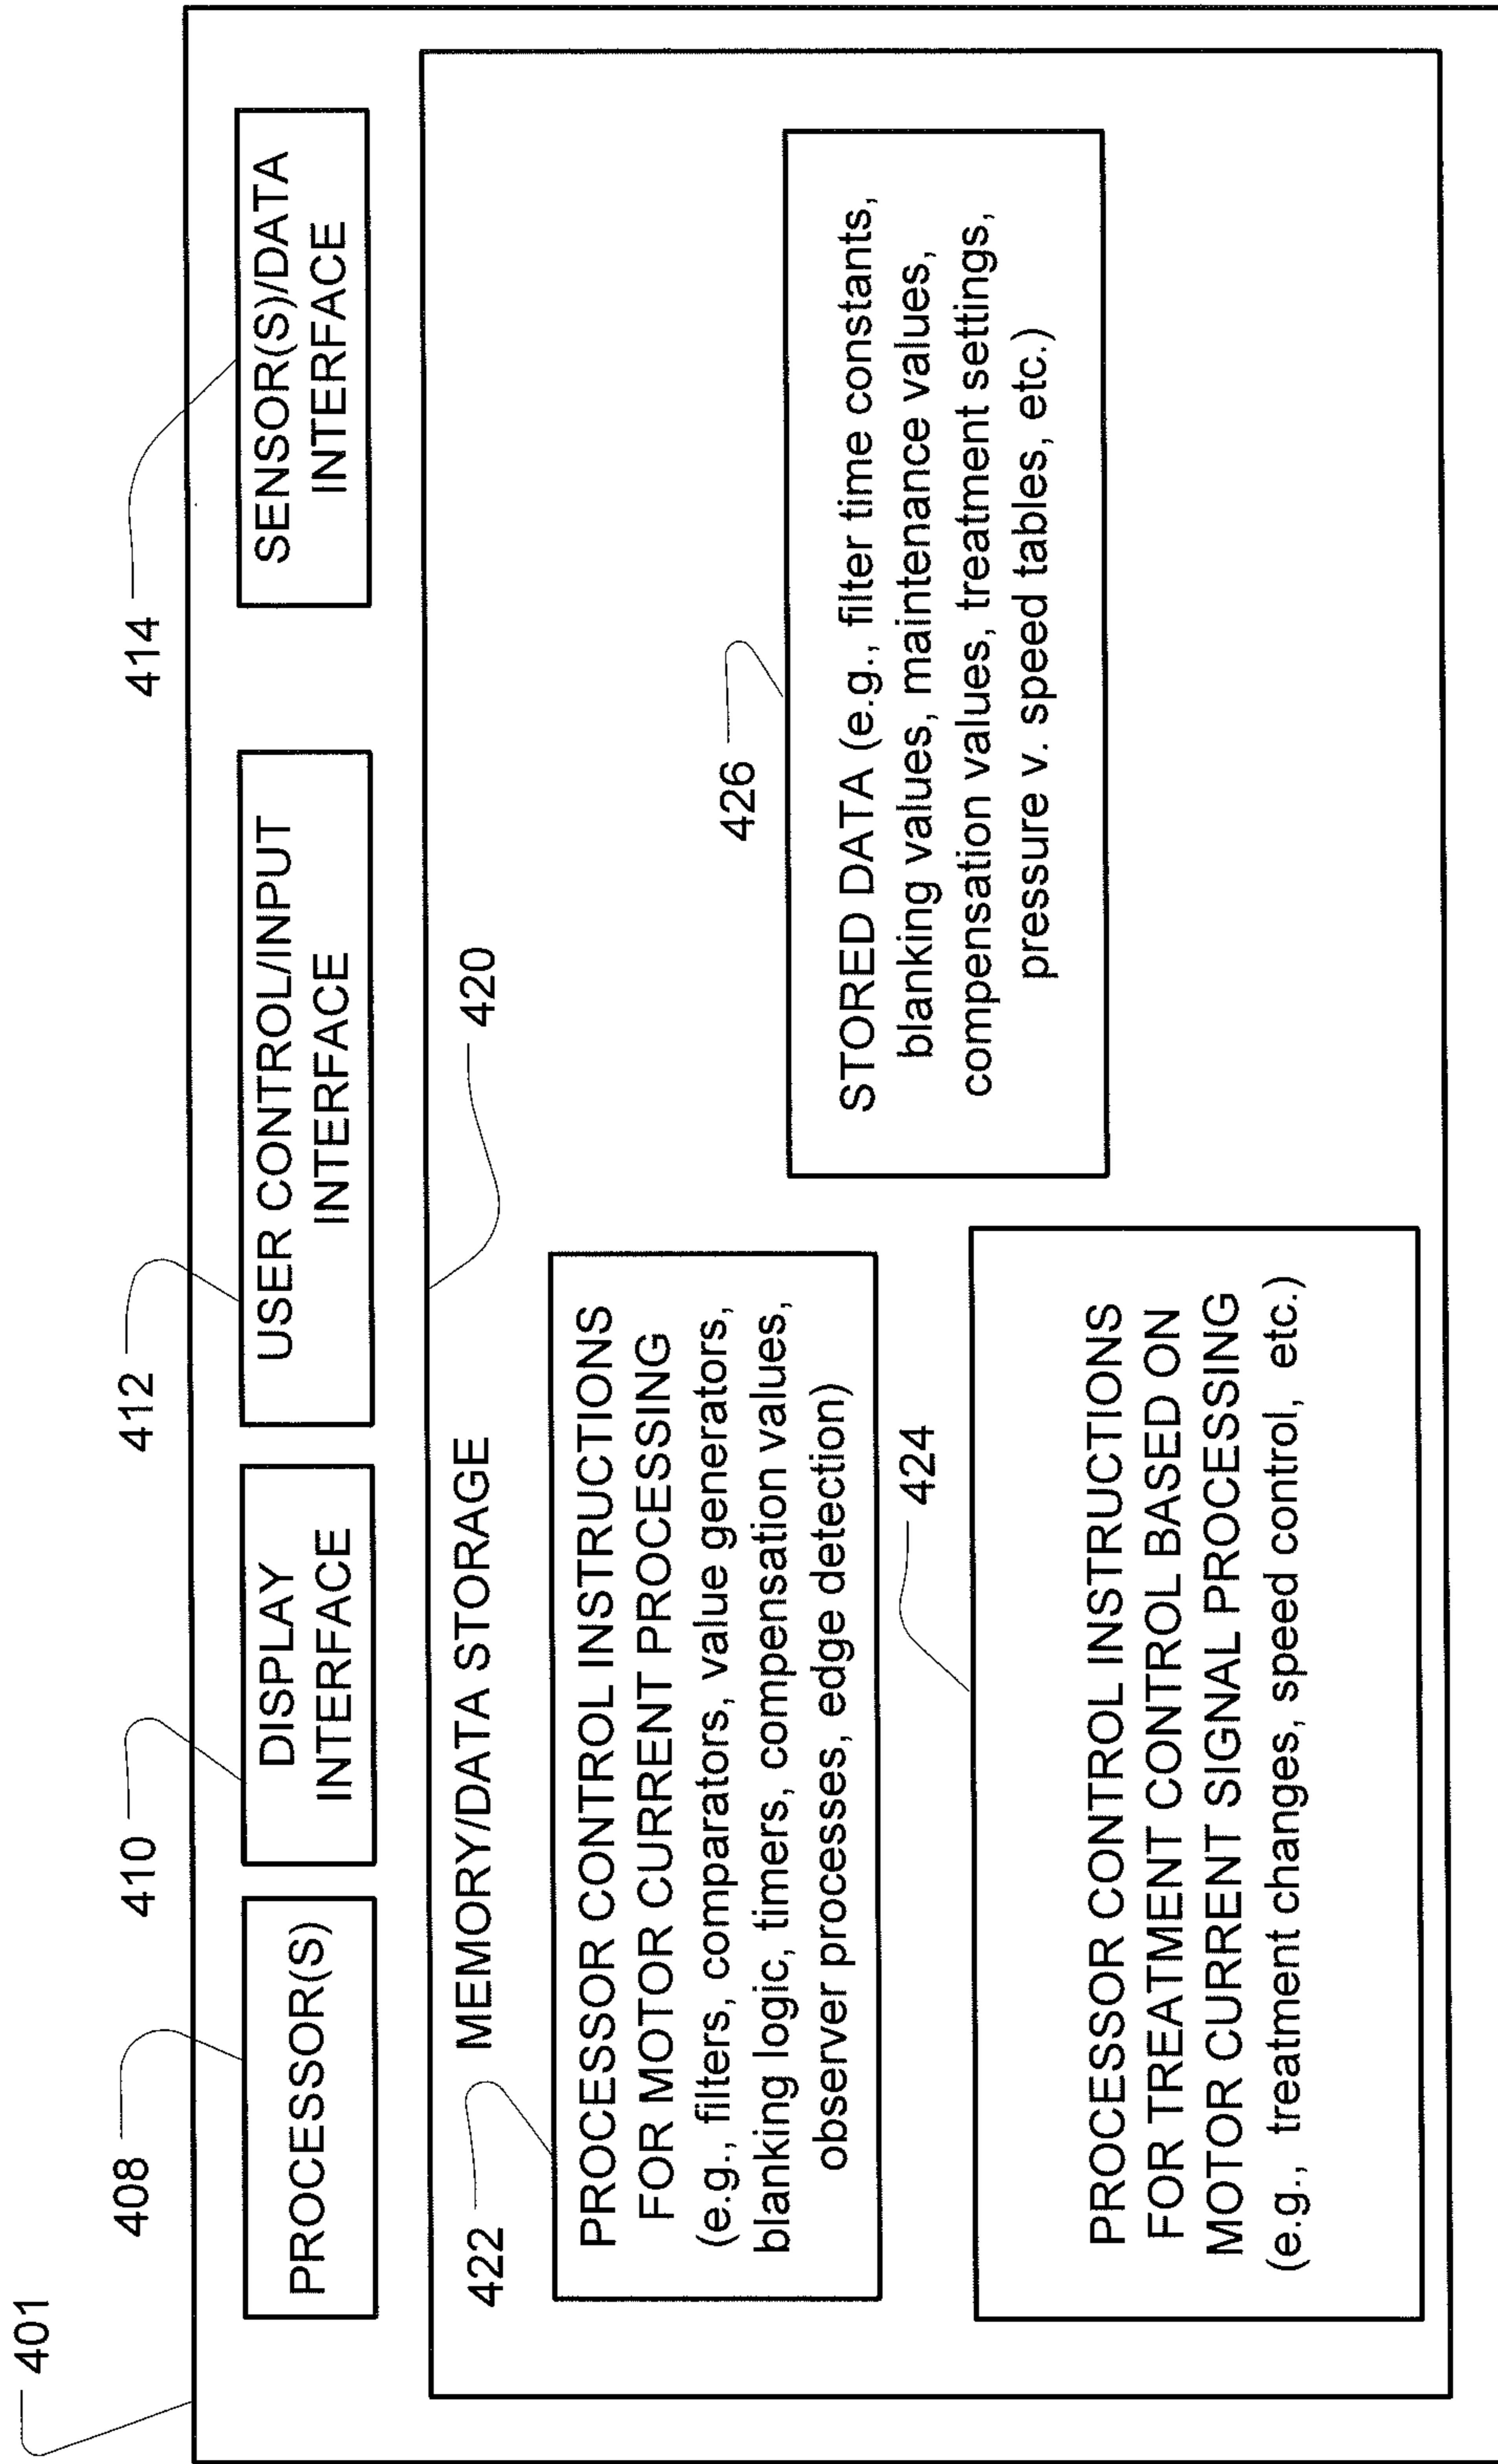 401
408
410
412
414
PROCESSOR(S)
DISPLAY
INTERFACE
USER CONTROL/INPUT
INTERFACE
SENSOR(S)/DATA
INTERFACE
420
MEMORY/DATA STORAGE
422
PROCESSOR CONTROL INSTRUCTIONS
FOR MOTOR CURRENT PROCESSING
(e.g., filters, comparators, value generators,
blanking logic, timers, compensation values,
observer processes, edge detection)
424
PROCESSOR CONTROL INSTRUCTIONS
FOR TREATMENT CONTROL BASED ON
MOTOR CURRENT SIGNAL PROCESSING
(e.g., treatment changes, speed control, etc.)
426
STORED DATA (e.g., filter time constants,
blanking values, maintenance values,
compensation values, treatment settings,
pressure v. speed tables, etc.)